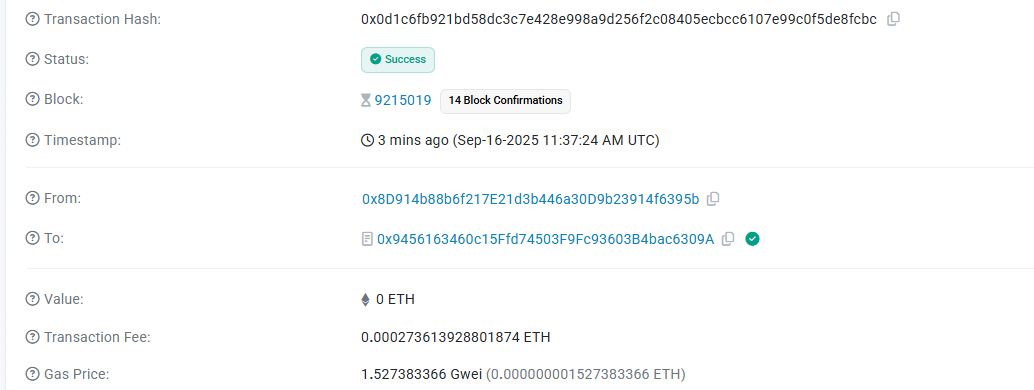 Transaction Hash: 0x0d1c6fb921bd58dc3c7e428e998a9d256f2c08405ecbcc6107e99c0f5de8fcbc
Status: Success
Block: 9215019 14 Block Confirmations
Timestamp: 3 mins ago (Sep-16-2025 11:37:24 AM UTC)
From: 0x8D914b88b6f217E21d3b446a30D9b23914f6395b
To: 0x9456163460c15Ffd74503F9Fc93603B4bac6309A
Value: 0 ETH
Transaction Fee: 0.000273613928801874 ETH
Gas Price: 1.527383366 Gwei (0.000000001527383366 ETH)